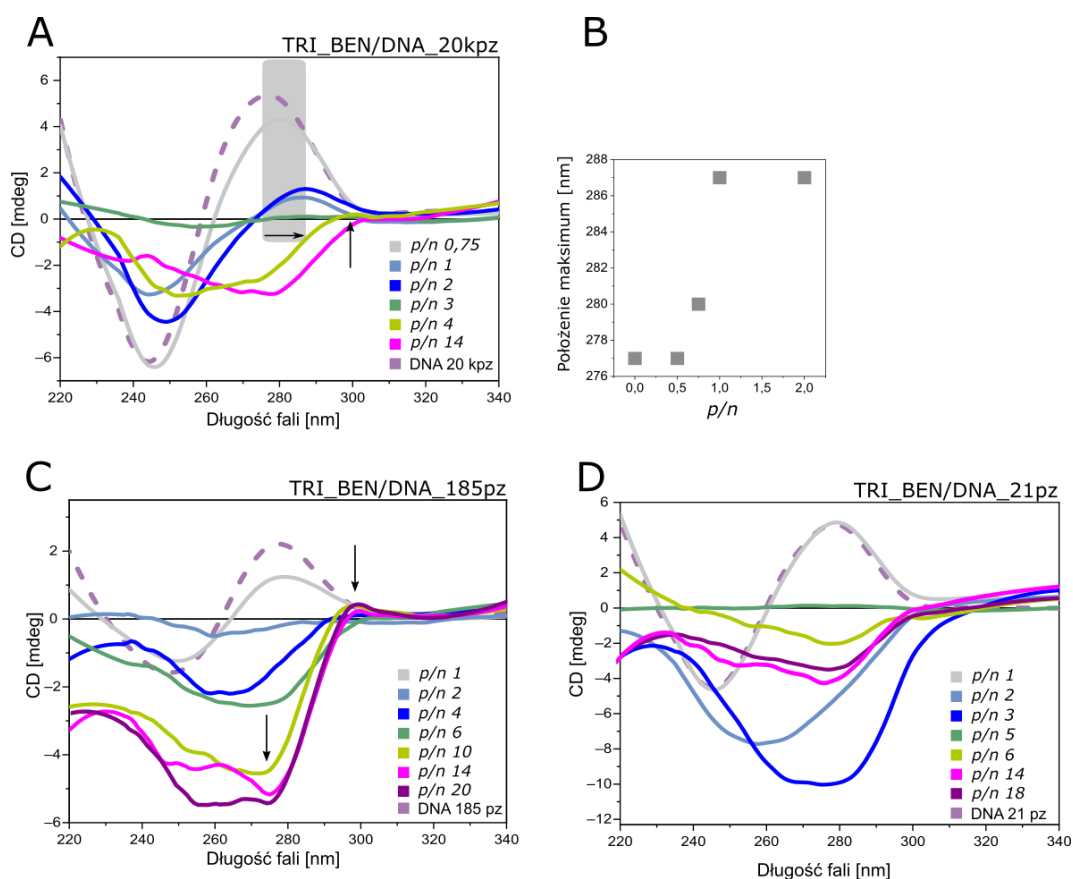 A
TRI_BEN/DNA_20kpz
6
4
2
0
−2
−4
−6
CD [mdeg]
p/n 0,75
p/n 1
p/n 2
p/n 3
p/n 4
p/n 14
DNA 20 kpz
220 240 260 280 300 320 340
Długość fali [nm]
B
288
286
284
282
280
278
276
Położenie maksimum [nm]
0,0 0,5 1,0 1,5 2,0
p/n
C
TRI_BEN/DNA_185pz
2
0
−2
−4
−6
CD [mdeg]
p/n 1
p/n 2
p/n 4
p/n 6
p/n 10
p/n 14
p/n 20
DNA 185 pz
220 240 260 280 300 320 340
Długość fali [nm]
D
TRI_BEN/DNA_21pz
6
4
2
0
−2
−4
−6
−8
−10
−12
CD [mdeg]
p/n 1
p/n 2
p/n 3
p/n 5
p/n 6
p/n 14
p/n 18
DNA 21 pz
220 240 260 280 300 320 340
Długość fali [nm]